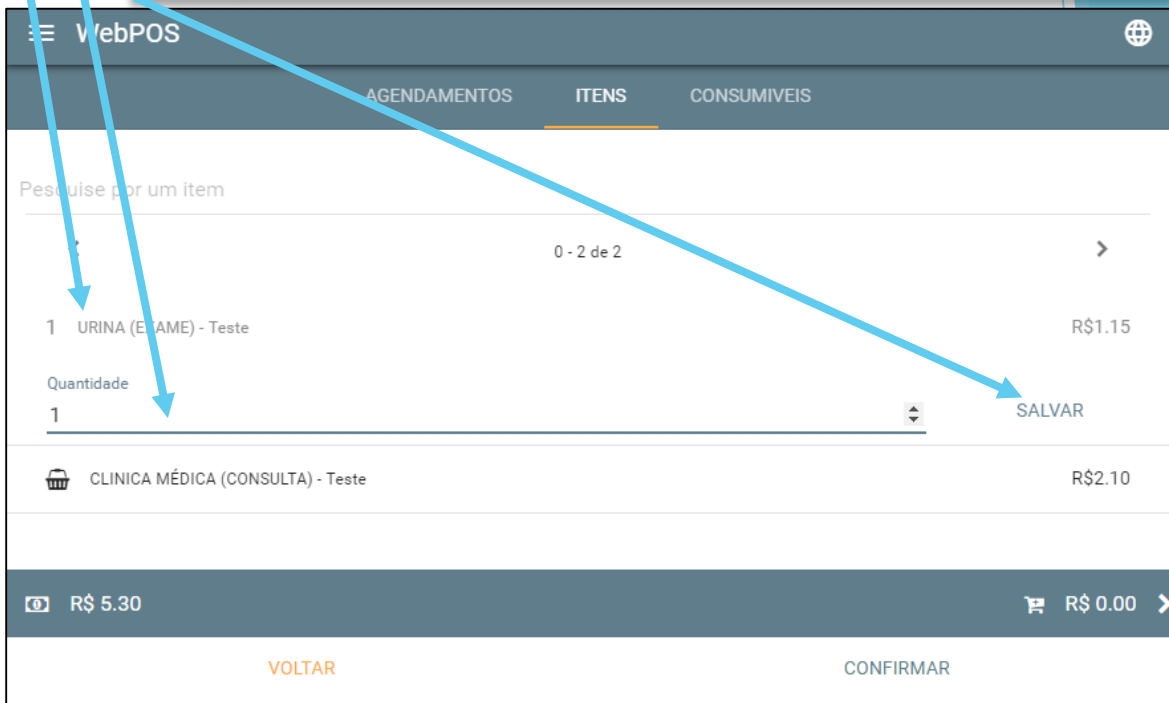 WebPOS
AGENDAMENTOS ITENS CONSUMIVEIS
Pesquise por um item
0 - 2 de 2
1 URINA (EXAME) - Teste R$1.15
Quantidade
1 SALVAR
CLINICA MÉDICA (CONSULTA) - Teste R$2.10
R$ 5.30 R$ 0.00
VOLTAR CONFIRMAR